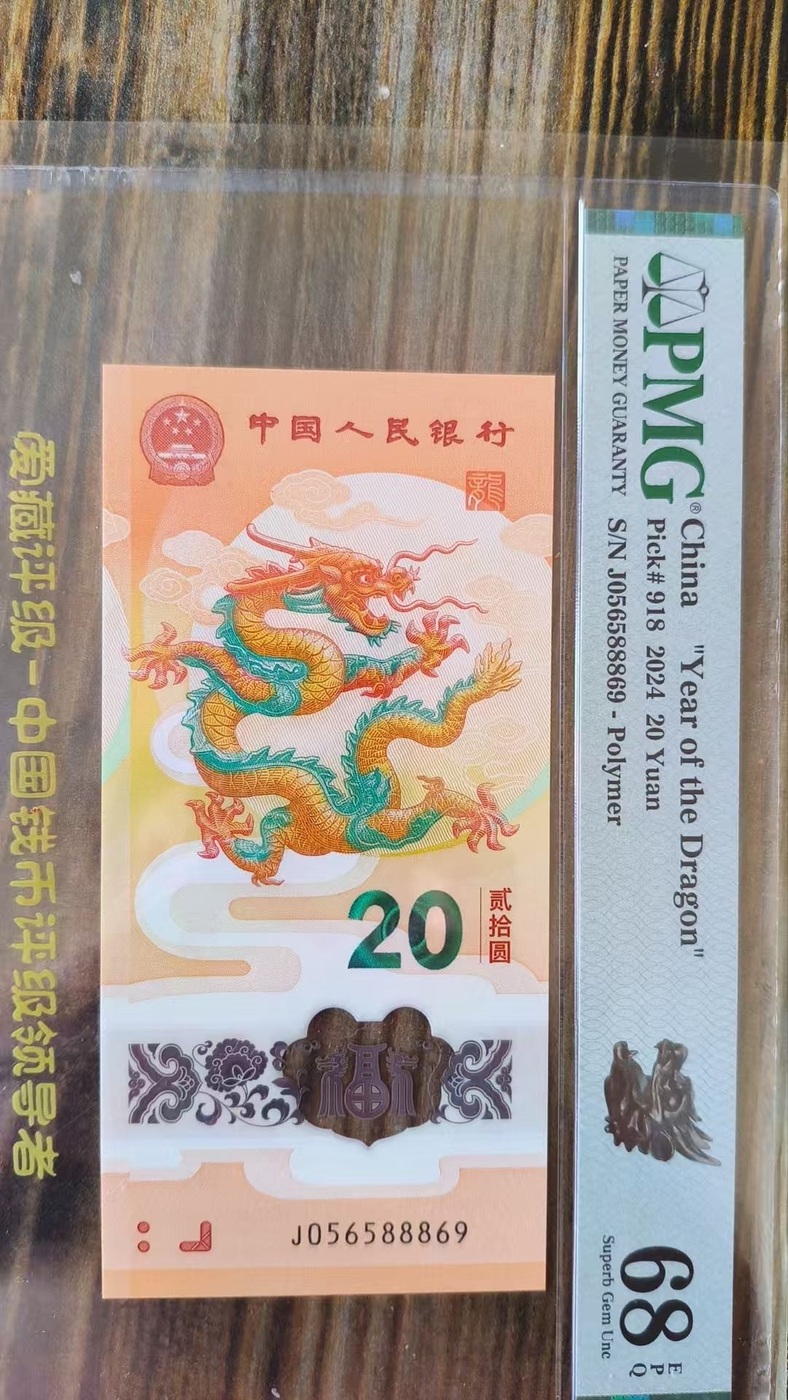 中国人民银行
龍
20
贰拾圆
福
J056588869
PMG®
PAPER MONEY GUARANTY
China "Year of the Dragon"
Pick# 918 2024 20 Yuan
S/N J056588869 - Polymer
68
EPQ
Superb Gem Unc
爱藏评级-中国钱币评级领导者